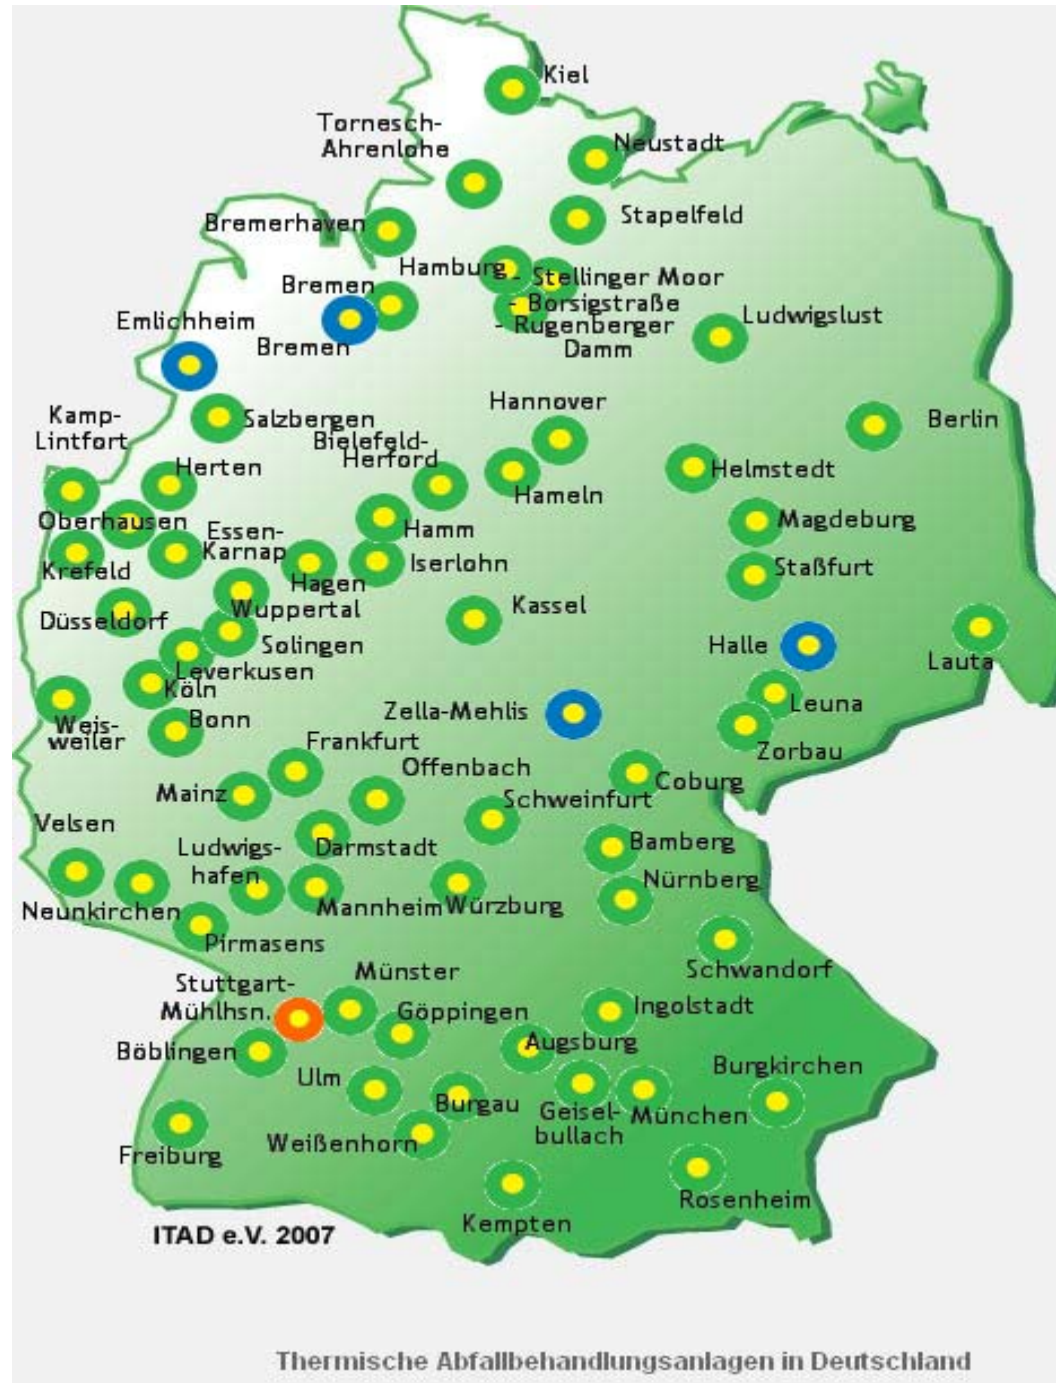 Kiel
Tornesch-
Ahrenlohe
Neustadt
Stapelfeld
Bremerhaven
Hamburg
- Stellinger Moor
- Borsigstraße
- Rugenberger
Damm
Bremen
Bremen
Emlichheim
Ludwigslust
Salzbergen
Hannover
Berlin
Kamp-
Lintfort
Herten
Bielefeld-
Herford
Hameln
Helmstedt
Oberhausen
Essen-
Karnap
Hamm
Magdeburg
Krefeld
Hagen
Iserlohn
Staßfurt
Düsseldorf
Wuppertal
Kassel
Solingen
Halle
Lauta
Leverkusen
Köln
Leuna
Weis-
weiler
Bonn
Zella-Mehlis
Zorbau
Frankfurt
Offenbach
Coburg
Mainz
Schweinfurt
Velsen
Ludwigs-
hafen
Darmstadt
Bamberg
Nürnberg
Neunkirchen
Mannheim
Würzburg
Pirmasens
Schwandorf
Stuttgart-
Mühlhsn.
Münster
Göppingen
Ingolstadt
Böblingen
Augsburg
Burgkirchen
Ulm
Burgau
Geisel-
bullach
München
Freiburg
Weißenhorn
Rosenheim
Kempten
ITAD e.V. 2007
Thermische Abfallbehandlungsanlagen in Deutschland